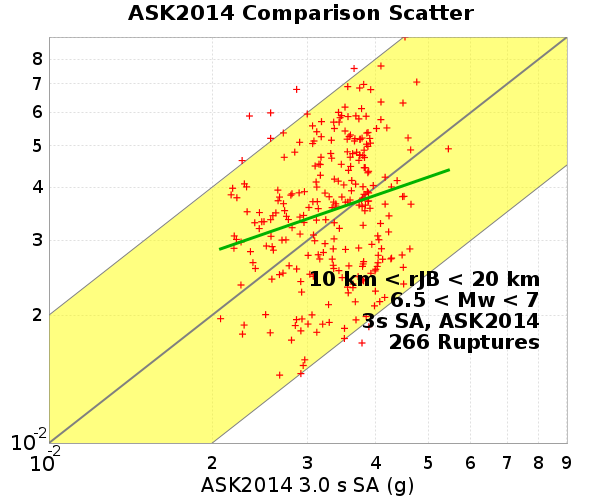 ASK2014 Comparison Scatter
8
7
6
5
4
3
2
10 km < rJB < 20 km
6.5 < Mw < 7
3s SA, ASK2014
266 Ruptures
10-2
10-2 2 3 4 5 6 7 8 9
ASK2014 3.0 s SA (g)